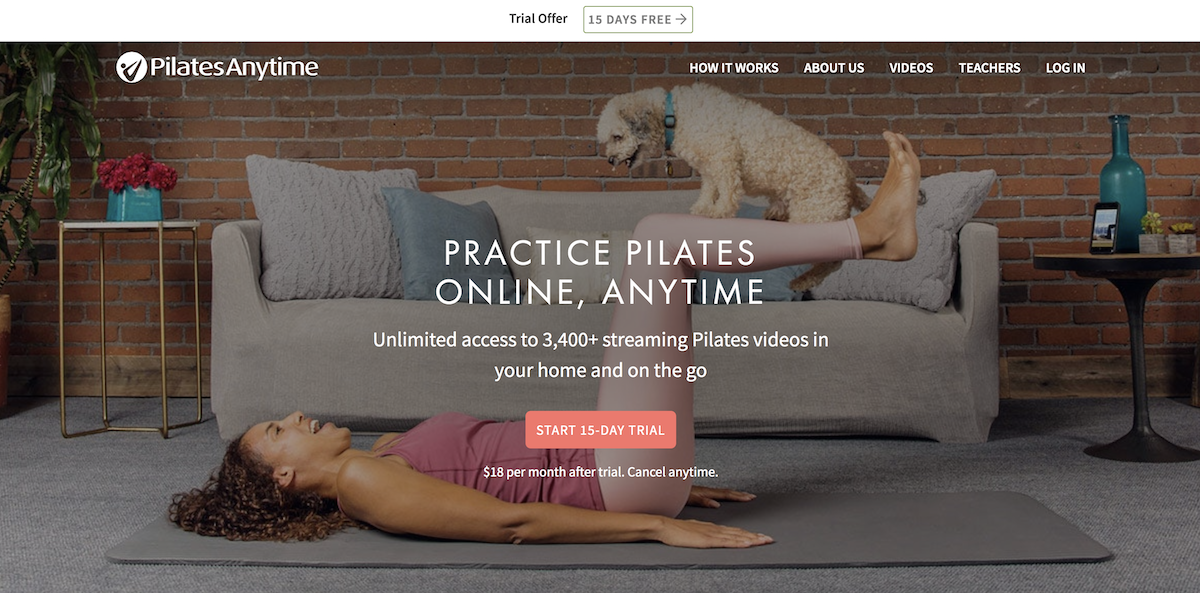 Trial Offer 15 DAYS FREE →
Pilates Anytime HOW IT WORKS ABOUT US VIDEOS TEACHERS LOG IN
PRACTICE PILATES
ONLINE, ANYTIME
Unlimited access to 3,400+ streaming Pilates videos in
your home and on the go
START 15-DAY TRIAL
$18 per month after trial. Cancel anytime.